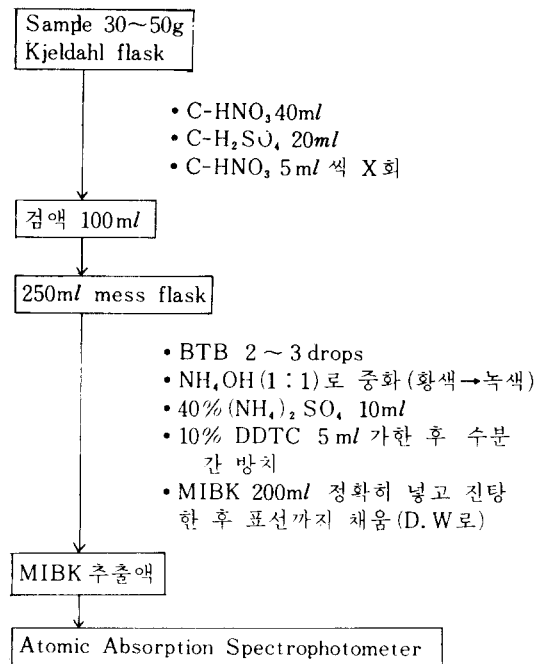 Sample 30~50g
Kjeldahl flask
• C-HNO₃ 40ml
• C-H₂SO₄ 20ml
• C-HNO₃ 5ml 씩 X회
검액 100ml
250ml mess flask
• BTB 2 ~ 3 drops
• NH₄OH (1 : 1)로 중화 (황색→녹색)
• 40% (NH₄)₂ SO₄ 10ml
• 10% DDTC 5ml 가한 후 수분
간 방치
• MIBK 200ml 정확히 넣고 진탕
한 후 표선까지 채움 (D.W로)
MIBK 추출액
Atomic Absorption Spectrophotometer